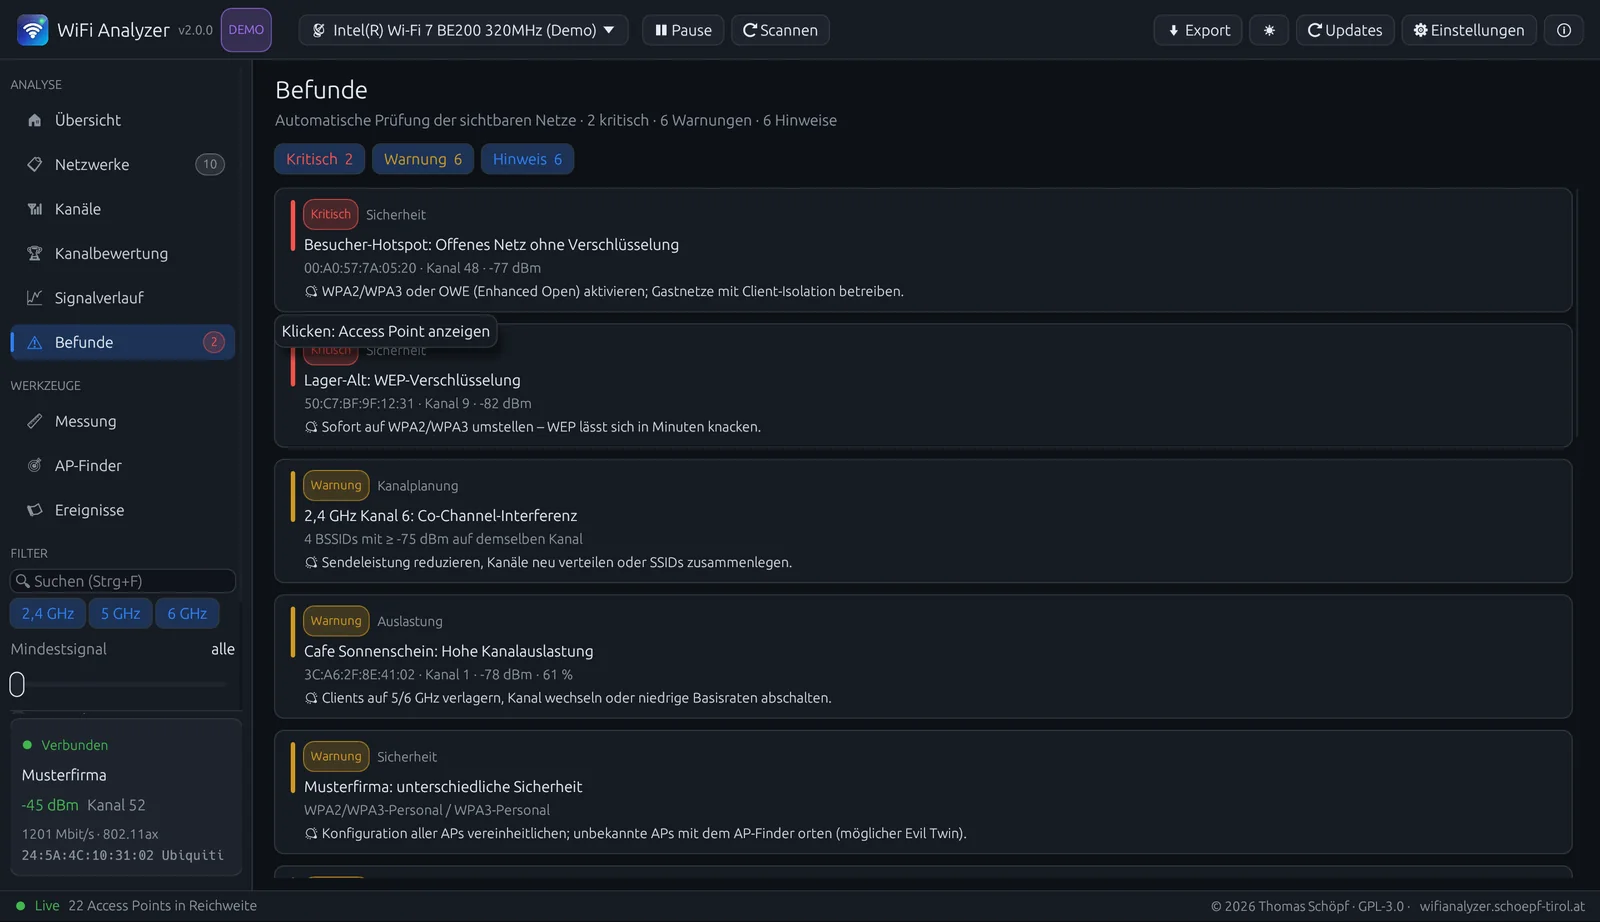 WiFi Analyzer v2.0.0 DEMO
Intel(R) Wi-Fi 7 BE200 320MHz (Demo)
Pause
Scannen
Export
Updates
Einstellungen
ANALYSE
Übersicht
Netzwerke 10
Kanäle
Kanalbewertung
Signalverlauf
Befunde 2
WERKZEUGE
Messung
AP-Finder
Ereignisse
FILTER
Suchen (Strg+F)
2,4 GHz 5 GHz 6 GHz
Mindestsignal alle
Verbunden
Musterfirma
-45 dBm Kanal 52
1201 Mbit/s · 802.11ax
24:5A:4C:10:31:02 Ubiquiti
Befunde
Automatische Prüfung der sichtbaren Netze · 2 kritisch · 6 Warnungen · 6 Hinweise
Kritisch 2 Warnung 6 Hinweis 6
Kritisch Sicherheit
Besucher-Hotspot: Offenes Netz ohne Verschlüsselung
00:A0:57:7A:05:20 · Kanal 48 · -77 dBm
WPA2/WPA3 oder OWE (Enhanced Open) aktivieren; Gastnetze mit Client-Isolation betreiben.
Klicken: Access Point anzeigen
Kritisch Sicherheit
Lager-Alt: WEP-Verschlüsselung
50:C7:BF:9F:12:31 · Kanal 9 · -82 dBm
Sofort auf WPA2/WPA3 umstellen – WEP lässt sich in Minuten knacken.
Warnung Kanalplanung
2,4 GHz Kanal 6: Co-Channel-Interferenz
4 BSSIDs mit ≥ -75 dBm auf demselben Kanal
Sendeleistung reduzieren, Kanäle neu verteilen oder SSIDs zusammenlegen.
Warnung Auslastung
Cafe Sonnenschein: Hohe Kanalauslastung
3C:A6:2F:8E:41:02 · Kanal 1 · -78 dBm · 61 %
Clients auf 5/6 GHz verlagern, Kanal wechseln oder niedrige Basisraten abschalten.
Warnung Sicherheit
Musterfirma: unterschiedliche Sicherheit
WPA2/WPA3-Personal / WPA3-Personal
Konfiguration aller APs vereinheitlichen; unbekannte APs mit dem AP-Finder orten (möglicher Evil Twin).
Live 22 Access Points in Reichweite
© 2026 Thomas Schöpf · GPL-3.0 · wifianalyzer.schoepf-tirol.at